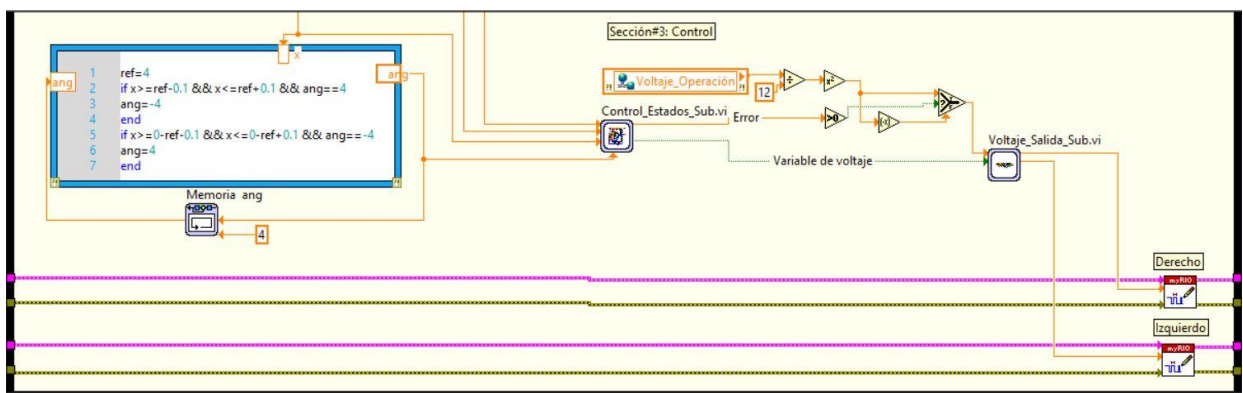 Sección#3: Control
x
ang
ang
1 ref=4
2 if x>=ref-0.1 && x<=ref+0.1 && ang==4
3 ang=-4
4 end
5 if x>=0-ref-0.1 && x<=0-ref+0.1 && ang==-4
6 ang=4
7 end
Memoria ang
4
Voltaje_Operación
12
÷
x²
Control_Estados_Sub.vi
Error
>0
|-x|
?
Variable de voltaje
Voltaje_Salida_Sub.vi
Derecho
myRIO
Izquierdo
myRIO